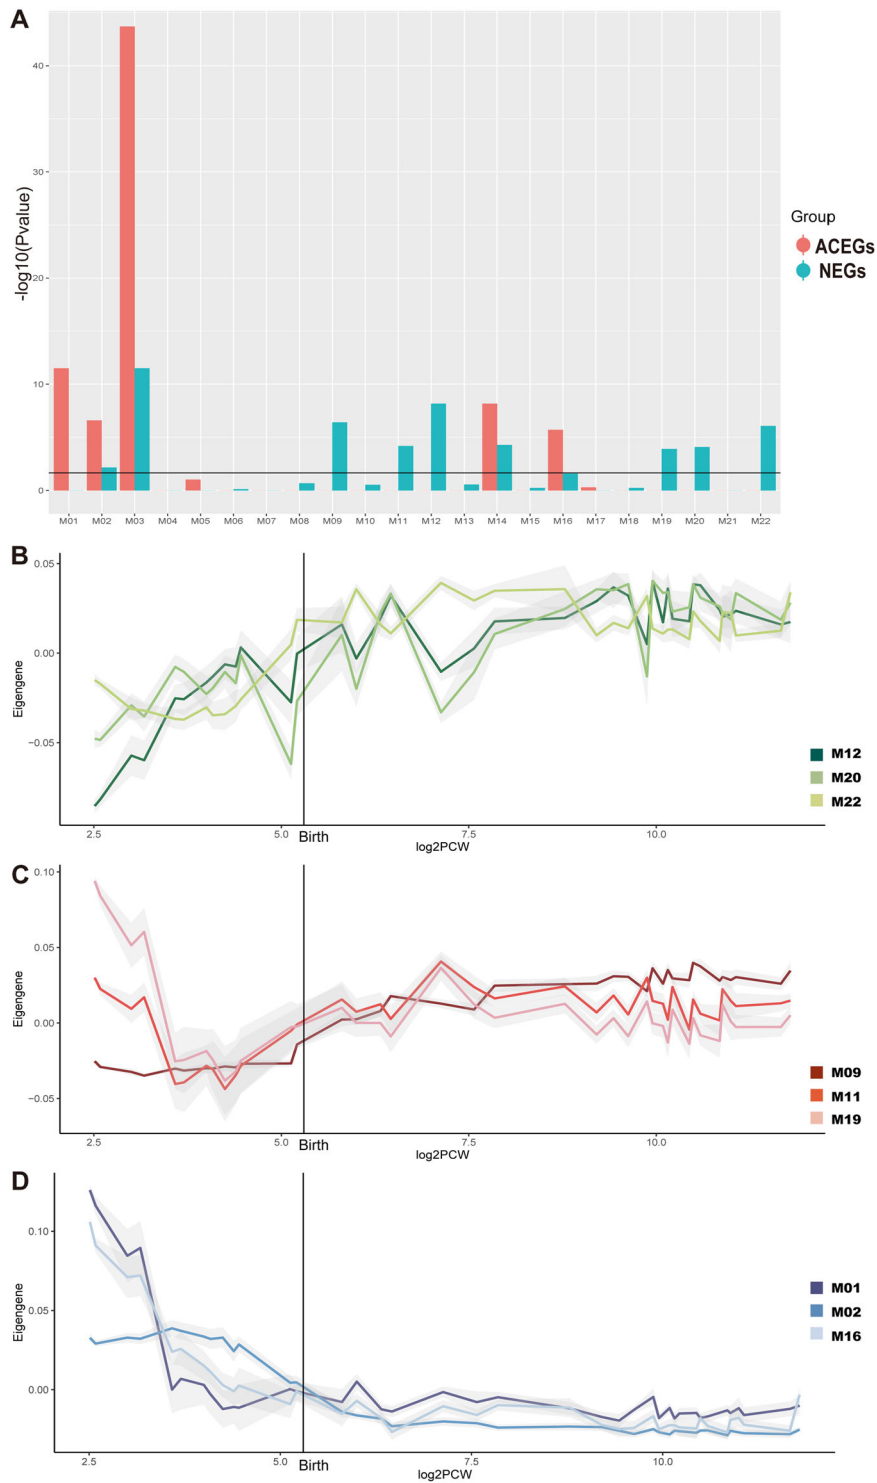 A
-log10(Pvalue)
40
30
20
10
0
M01 M02 M03 M04 M05 M06 M07 M08 M09 M10 M11 M12 M13 M14 M15 M16 M17 M18 M19 M20 M21 M22
Group
ACEGs
NEGs
B
Eigengene
0.05
0.00
−0.05
2.5 5.0 7.5 10.0
Birth
log2PCW
M12
M20
M22
C
Eigengene
0.10
0.05
0.00
−0.05
2.5 5.0 7.5 10.0
Birth
log2PCW
M09
M11
M19
D
Eigengene
0.10
0.05
0.00
2.5 5.0 7.5 10.0
Birth
log2PCW
M01
M02
M16